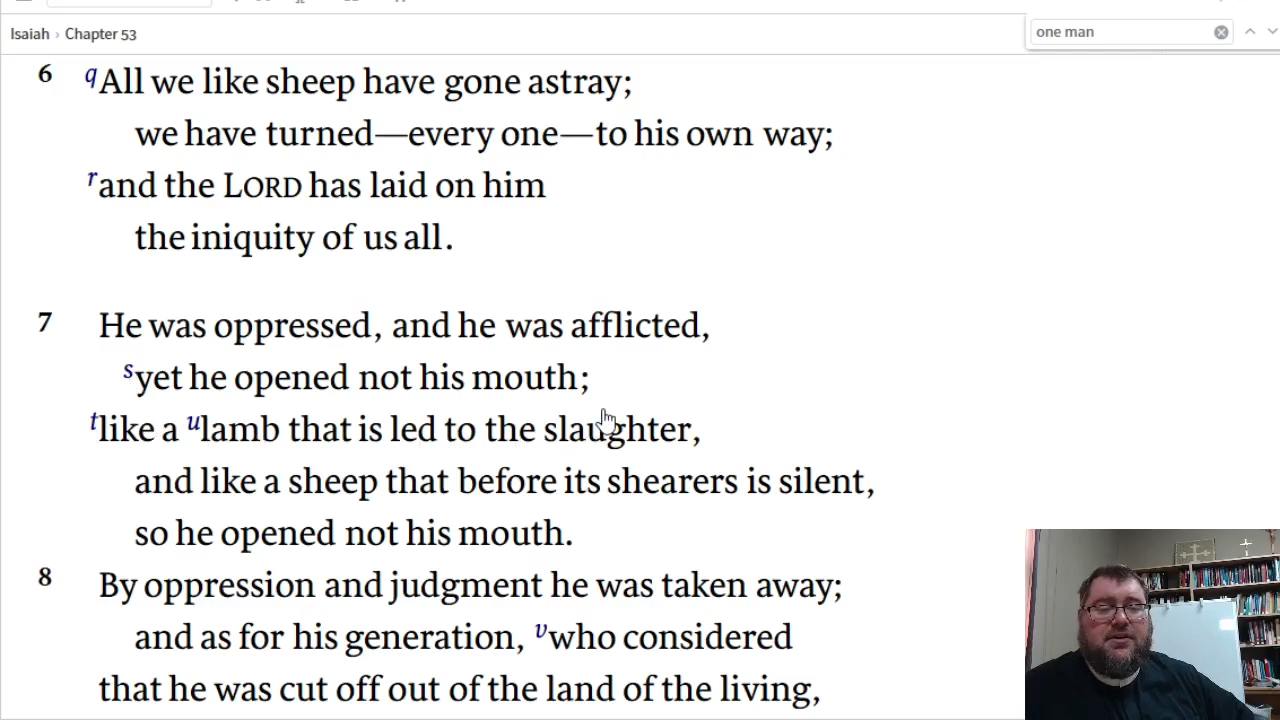 Isaiah › Chapter 53
one man
6 qAll we like sheep have gone astray;
we have turned—every one—to his own way;
rand the LORD has laid on him
the iniquity of us all.
7 He was oppressed, and he was afflicted,
syet he opened not his mouth;
tlike a ulamb that is led to the slaughter,
and like a sheep that before its shearers is silent,
so he opened not his mouth.
8 By oppression and judgment he was taken away;
and as for his generation, vwho considered
that he was cut off out of the land of the living,